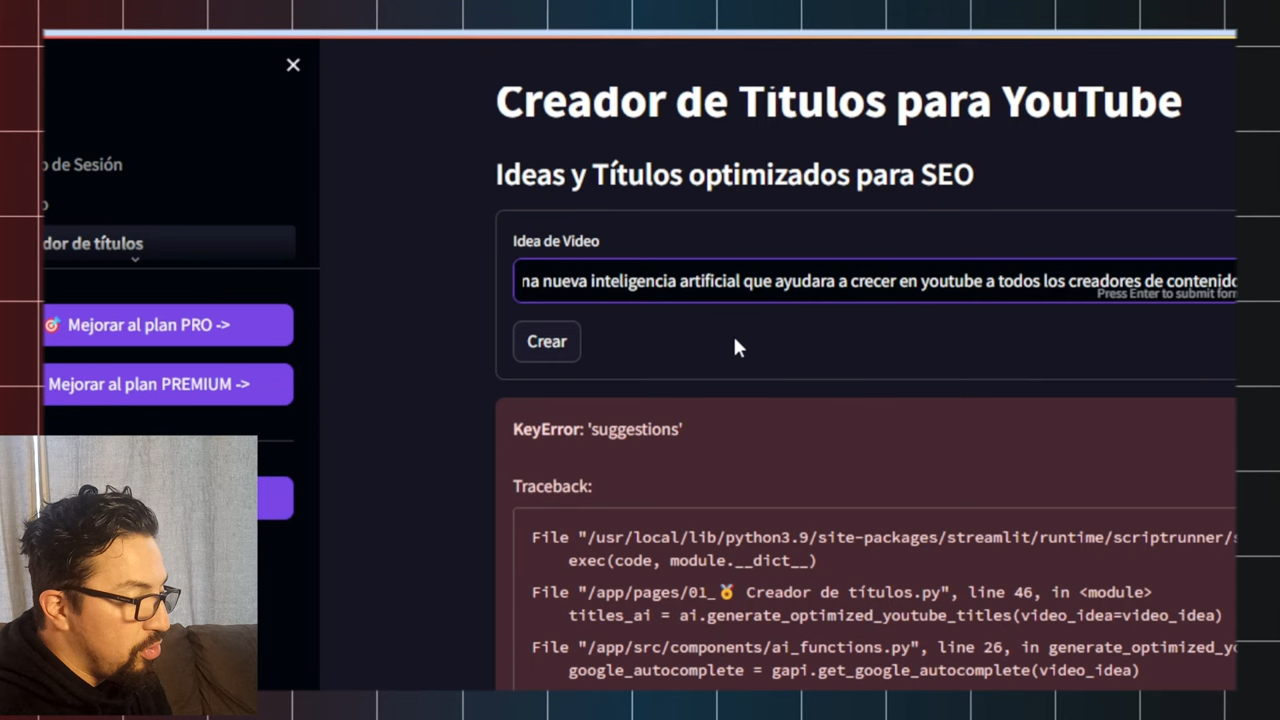 Creador de Títulos para YouTube
Ideas y Títulos optimizados para SEO
de Sesión
dor de títulos
Mejorar al plan PRO ->
Mejorar al plan PREMIUM ->
Idea de Video
na nueva inteligencia artificial que ayudara a crecer en youtube a todos los creadores de contenido
Press Enter to submit form
Crear
KeyError: 'suggestions'
Traceback:
File "/usr/local/lib/python3.9/site-packages/streamlit/runtime/scriptrunner/s
exec(code, module.__dict__)
File "/app/pages/01_🏅 Creador de títulos.py", line 46, in <module>
titles_ai = ai.generate_optimized_youtube_titles(video_idea=video_idea)
File "/app/src/components/ai_functions.py", line 26, in generate_optimized_yo
google_autocomplete = gapi.get_google_autocomplete(video_idea)